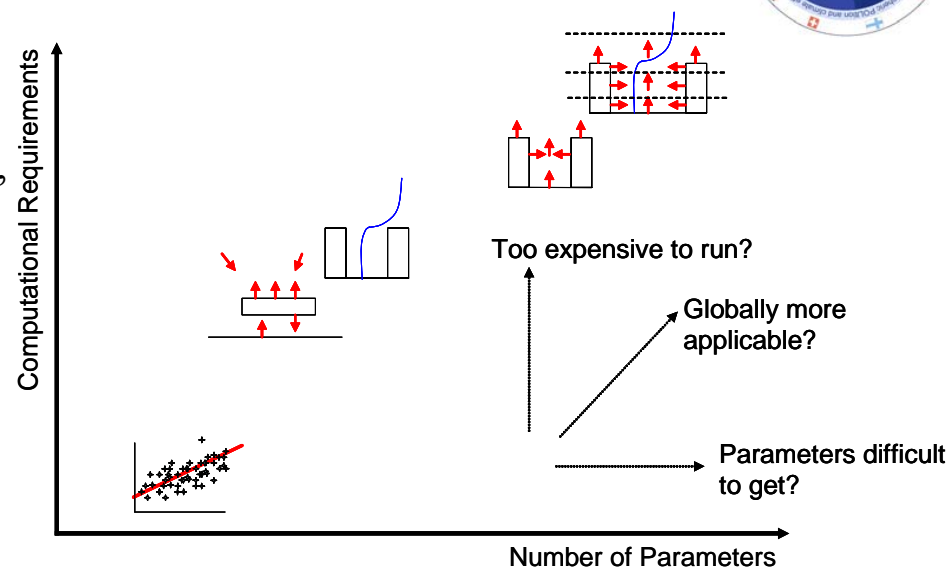 Computational Requirements
Too expensive to run?
Globally more
applicable?
Parameters difficult
to get?
Number of Parameters